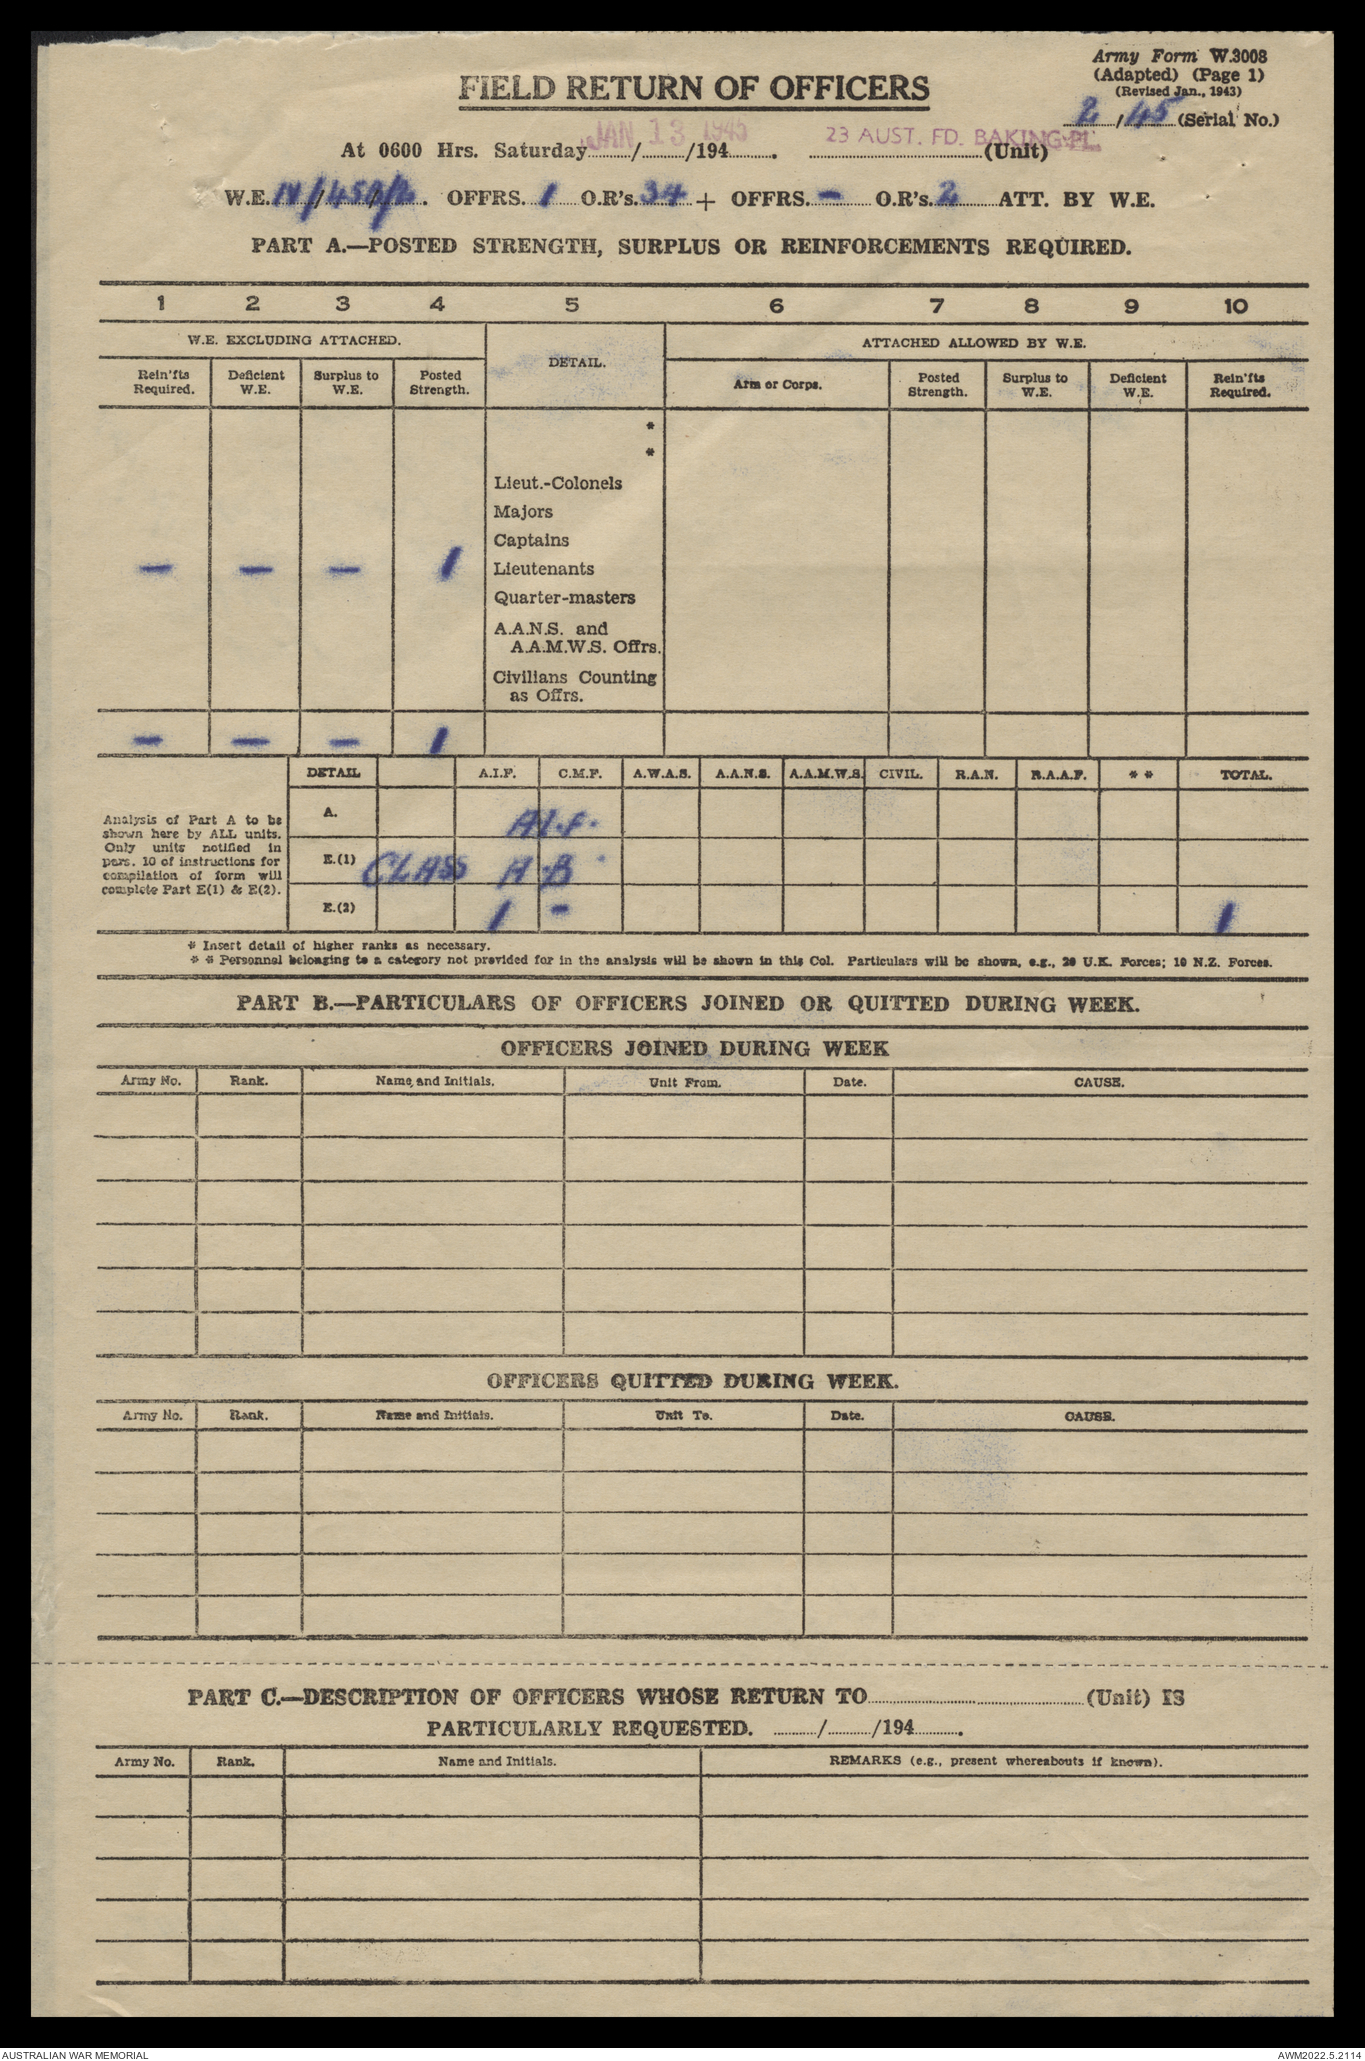 Army Form W.3008
(Adapted) (Page 1)
(Revised Jan., 1943)
2/45 (Serial No.)
FIELD RETURN OF OFFICERS
JAN 13 1945 23 AUST. FD. BAKING PL.
At 0600 Hrs. Saturday......../......../194........ ........(Unit)
W.E. OFFRS. 1 O.R's. 34 + OFFRS. - O.R's. 2 ATT. BY W.E.
PART A.—POSTED STRENGTH, SURPLUS OR REINFORCEMENTS REQUIRED.
1 2 3 4 5 6 7 8 9 10
W.E. EXCLUDING ATTACHED. DETAIL. ATTACHED ALLOWED BY W.E.
Rein'fts Required. Deficient W.E. Surplus to W.E. Posted Strength. Arm or Corps. Posted Strength. Surplus to W.E. Deficient W.E. Rein'fts Required.
*
*
Lieut.-Colonels
Majors
Captains
— — — 1 Lieutenants
Quarter-masters
A.A.N.S. and
A.A.M.W.S. Offrs.
Civilians Counting
as Offrs.
— — — 1
DETAIL A.I.F. C.M.F. A.W.A.S. A.A.N.S. A.A.M.W.S. CIVIL. R.A.N. R.A.A.F. * * TOTAL.
Analysis of Part A to be
shown here by ALL units.
Only units notified in
para. 10 of instructions for
compilation of form will
complete Part E(1) & E(2).
A. A.I.F.
E.(1) CLASS A B
E.(2) 1 - 1
* Insert detail of higher ranks as necessary.
* * Personnel belonging to a category not provided for in the analysis will be shown in this Col. Particulars will be shown, e.g., 20 U.K. Forces; 10 N.Z. Forces.
PART B.—PARTICULARS OF OFFICERS JOINED OR QUITTED DURING WEEK.
OFFICERS JOINED DURING WEEK
Army No. Rank. Name and Initials. Unit From. Date. CAUSE.
OFFICERS QUITTED DURING WEEK.
Army No. Rank. Name and Initials. Unit To. Date. CAUSE.
PART C.—DESCRIPTION OF OFFICERS WHOSE RETURN TO................(Unit) IS
PARTICULARLY REQUESTED. ......../......../194........
Army No. Rank. Name and Initials. REMARKS (e.g., present whereabouts if known).
AUSTRALIAN WAR MEMORIAL AWM2022.5.2114